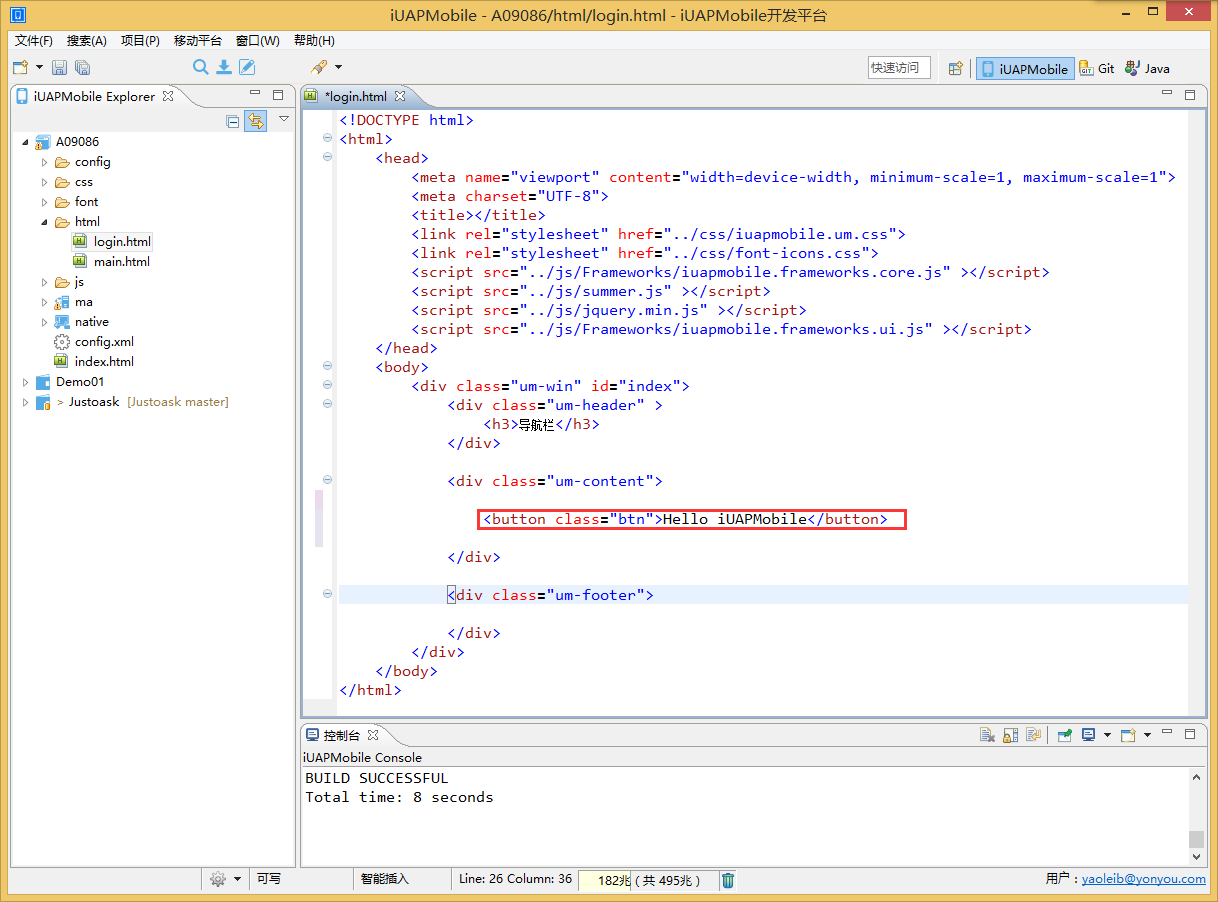 iUAPMobile - A09086/html/login.html - iUAPMobile开发平台
文件(F) 搜索(A) 项目(P) 移动平台 窗口(W) 帮助(H)
快速访问 iUAPMobile Git Java
iUAPMobile Explorer
A09086
config
css
font
html
login.html
main.html
js
ma
native
config.xml
index.html
Demo01
> Justoask [Justoask master]
*login.html
<!DOCTYPE html>
<html>
<head>
<meta name="viewport" content="width=device-width, minimum-scale=1, maximum-scale=1">
<meta charset="UTF-8">
<title></title>
<link rel="stylesheet" href="../css/iuapmobile.um.css">
<link rel="stylesheet" href="../css/font-icons.css">
<script src="../js/Frameworks/iuapmobile.frameworks.core.js" ></script>
<script src="../js/summer.js" ></script>
<script src="../js/jquery.min.js" ></script>
<script src="../js/Frameworks/iuapmobile.frameworks.ui.js" ></script>
</head>
<body>
<div class="um-win" id="index">
<div class="um-header" >
<h3>导航栏</h3>
</div>
<div class="um-content">
<button class="btn">Hello iUAPMobile</button>
</div>
<div class="um-footer">
</div>
</div>
</body>
</html>
控制台
iUAPMobile Console
BUILD SUCCESSFUL
Total time: 8 seconds
可写 智能插入 Line: 26 Column: 36 182兆 ( 共 495兆 ) 用户 : yaoleib@yonyou.com